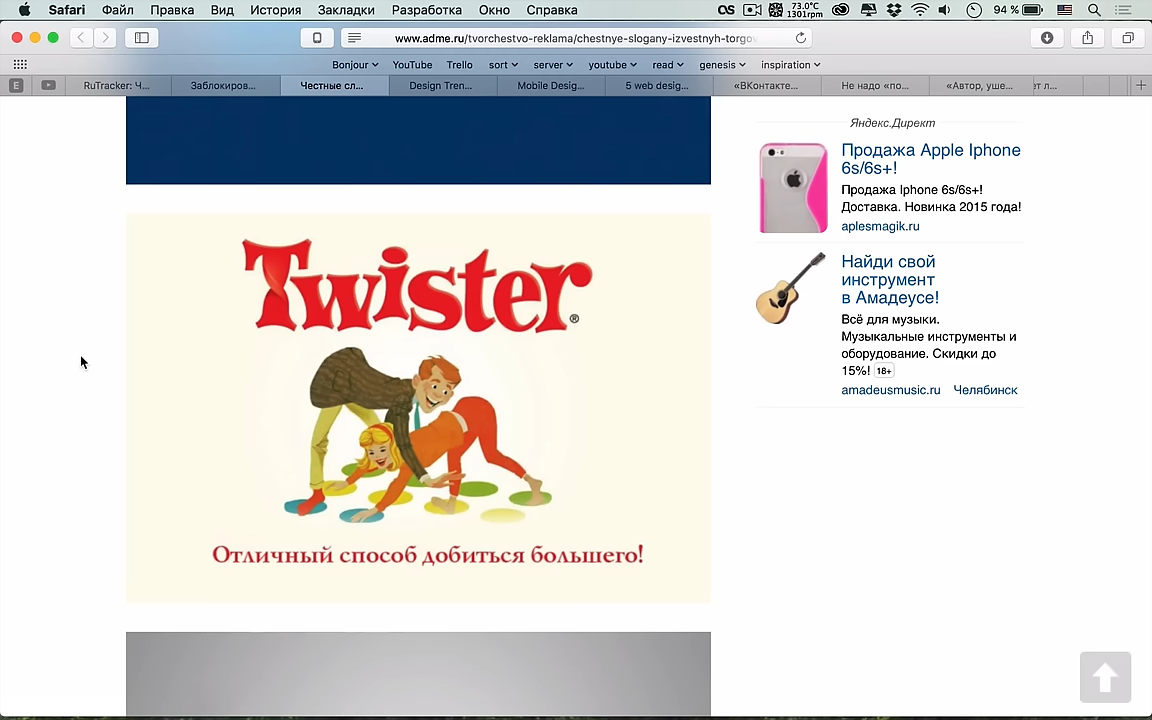 Safari Файл Правка Вид История Закладки Разработка Окно Справка 73.0°C 1301rpm 94 %
www.adme.ru/tvorchestvo-reklama/chestnye-slogany-izvestnyh-torgov
Bonjour YouTube Trello sort server youtube read genesis inspiration
E RuTracker: Ч... Заблокиров... Честные сл... Design Tren... Mobile Desig... 5 web desig... «ВКонтакте... Не надо «по... «Автор, уше... ет л...
Twister®
Отличный способ добиться большего!
Яндекс.Директ
Продажа Apple Iphone
6s/6s+!
Продажа Iphone 6s/6s+!
Доставка. Новинка 2015 года!
aplesmagik.ru
Найди свой
инструмент
в Амадеусе!
Всё для музыки.
Музыкальные инструменты и
оборудование. Скидки до
15%! 18+
amadeusmusic.ru Челябинск